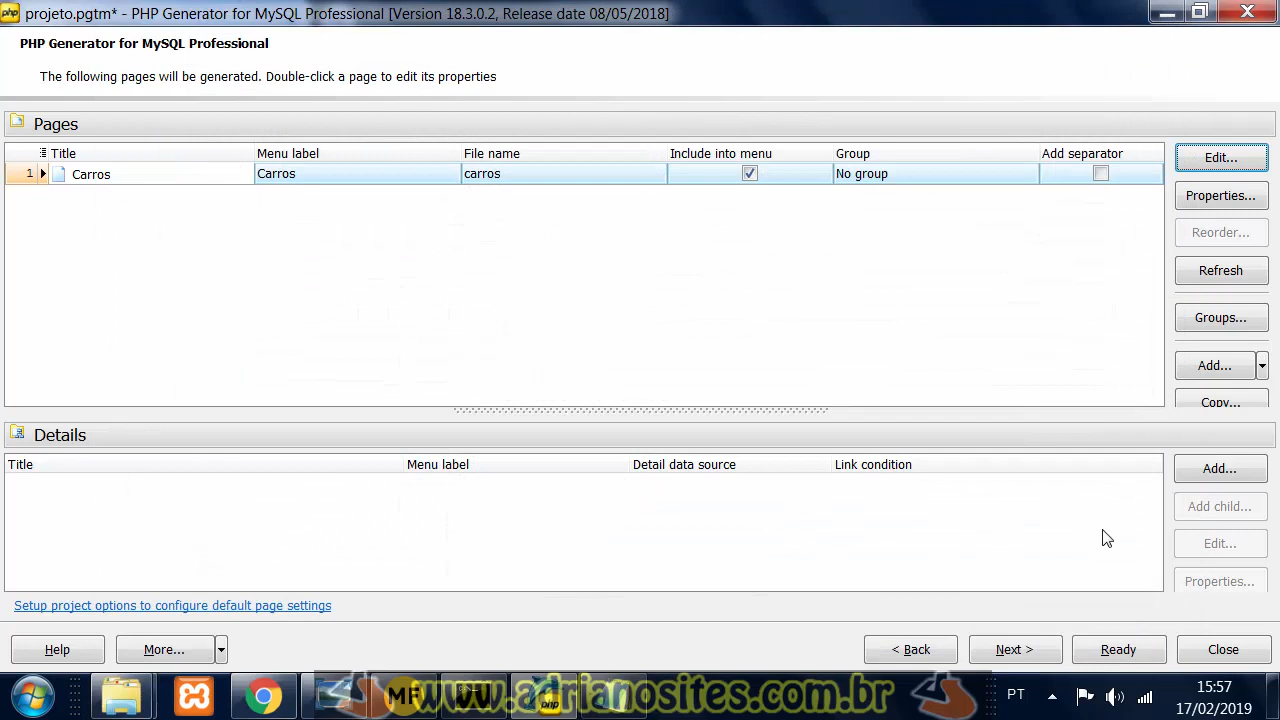 projeto.pgtm* - PHP Generator for MySQL Professional [Version 18.3.0.2, Release date 08/05/2018]
PHP Generator for MySQL Professional
The following pages will be generated. Double-click a page to edit its properties
Pages
Title Menu label File name Include into menu Group Add separator
1 Carros Carros carros No group
Edit...
Properties...
Reorder...
Refresh
Groups...
Add...
Copy...
Details
Title Menu label Detail data source Link condition
Add...
Add child...
Edit...
Properties...
Setup project options to configure default page settings
Help More... < Back Next > Ready Close
www.adrianosites.com.br
php
PT 15:57
17/02/2019